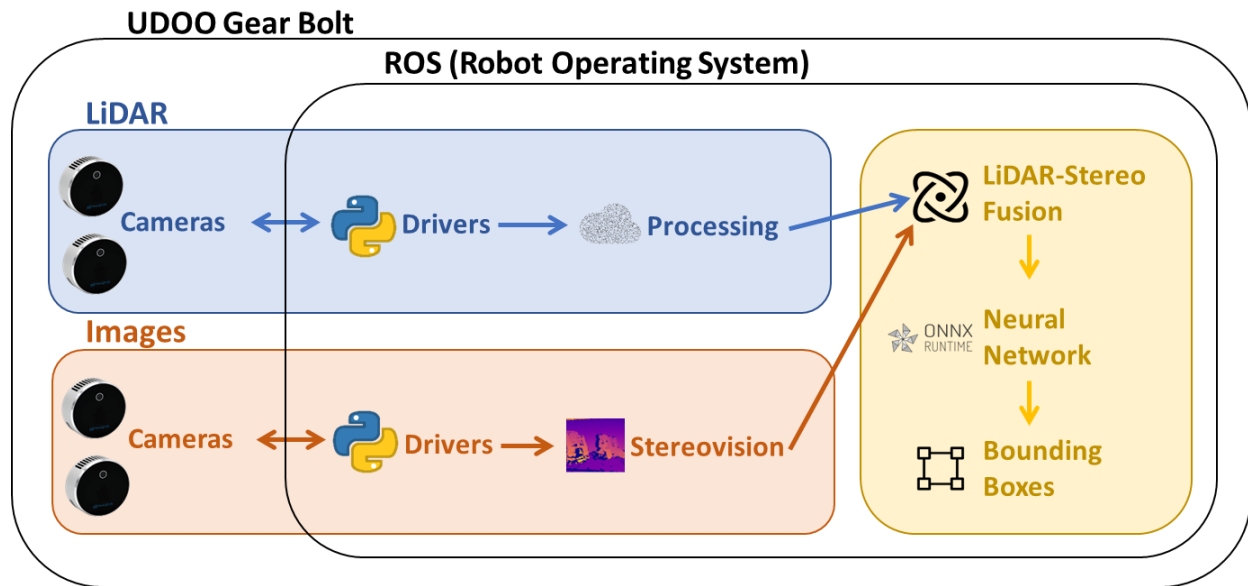 UDOO Gear Bolt
ROS (Robot Operating System)
LiDAR
Cameras
Drivers
Processing
LiDAR-Stereo
Fusion
Images
Cameras
Drivers
Stereovision
ONNX
RUNTIME
Neural
Network
Bounding
Boxes